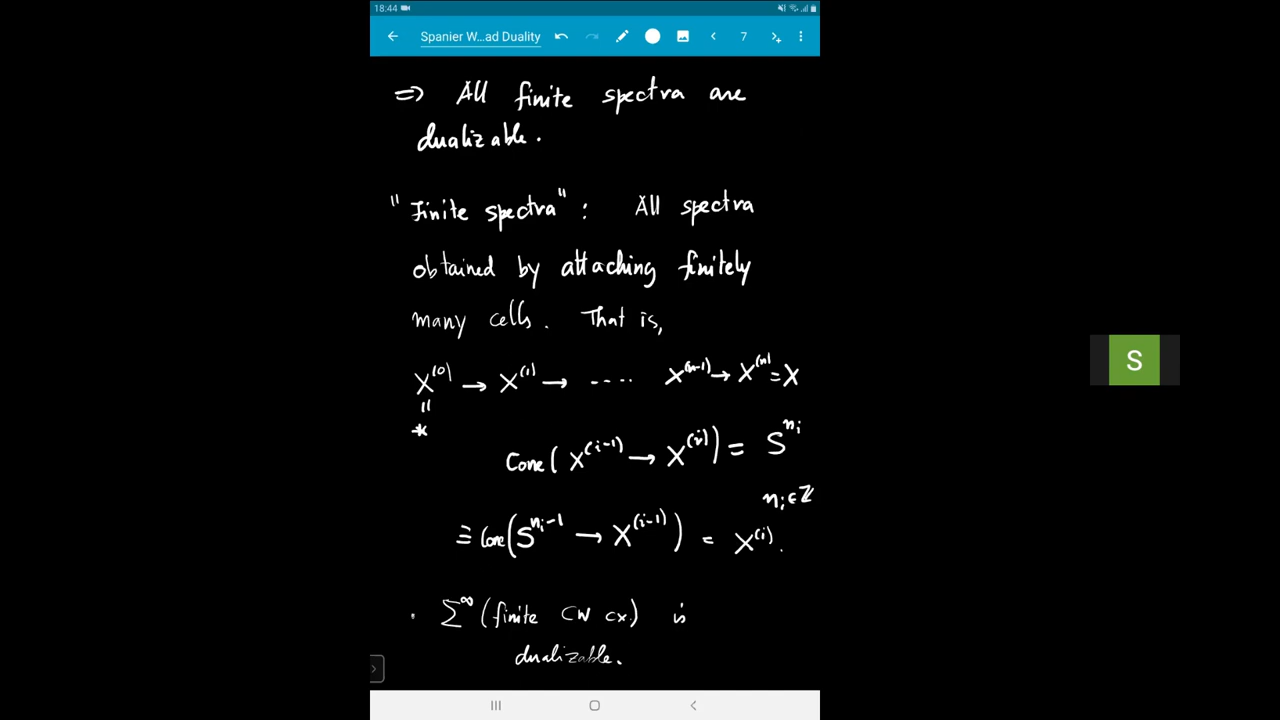 18:44
Spanier W...ad Duality
7
⇒ All finite spectra are
dualizable.
"Finite spectra" : All spectra
obtained by attaching finitely
many cells. That is,
X^(0) → X^(1) → ..... X^(n-1) → X^(n) = X
"
*
Cone( X^(i-1) → X^(i) ) = S^{n_i}
n_i ∈ ℤ
≡ Cone( S^{n_i-1} → X^(i-1) ) = X^(i).
· Σ^∞ (finite CW cx) is
dualizable.
S